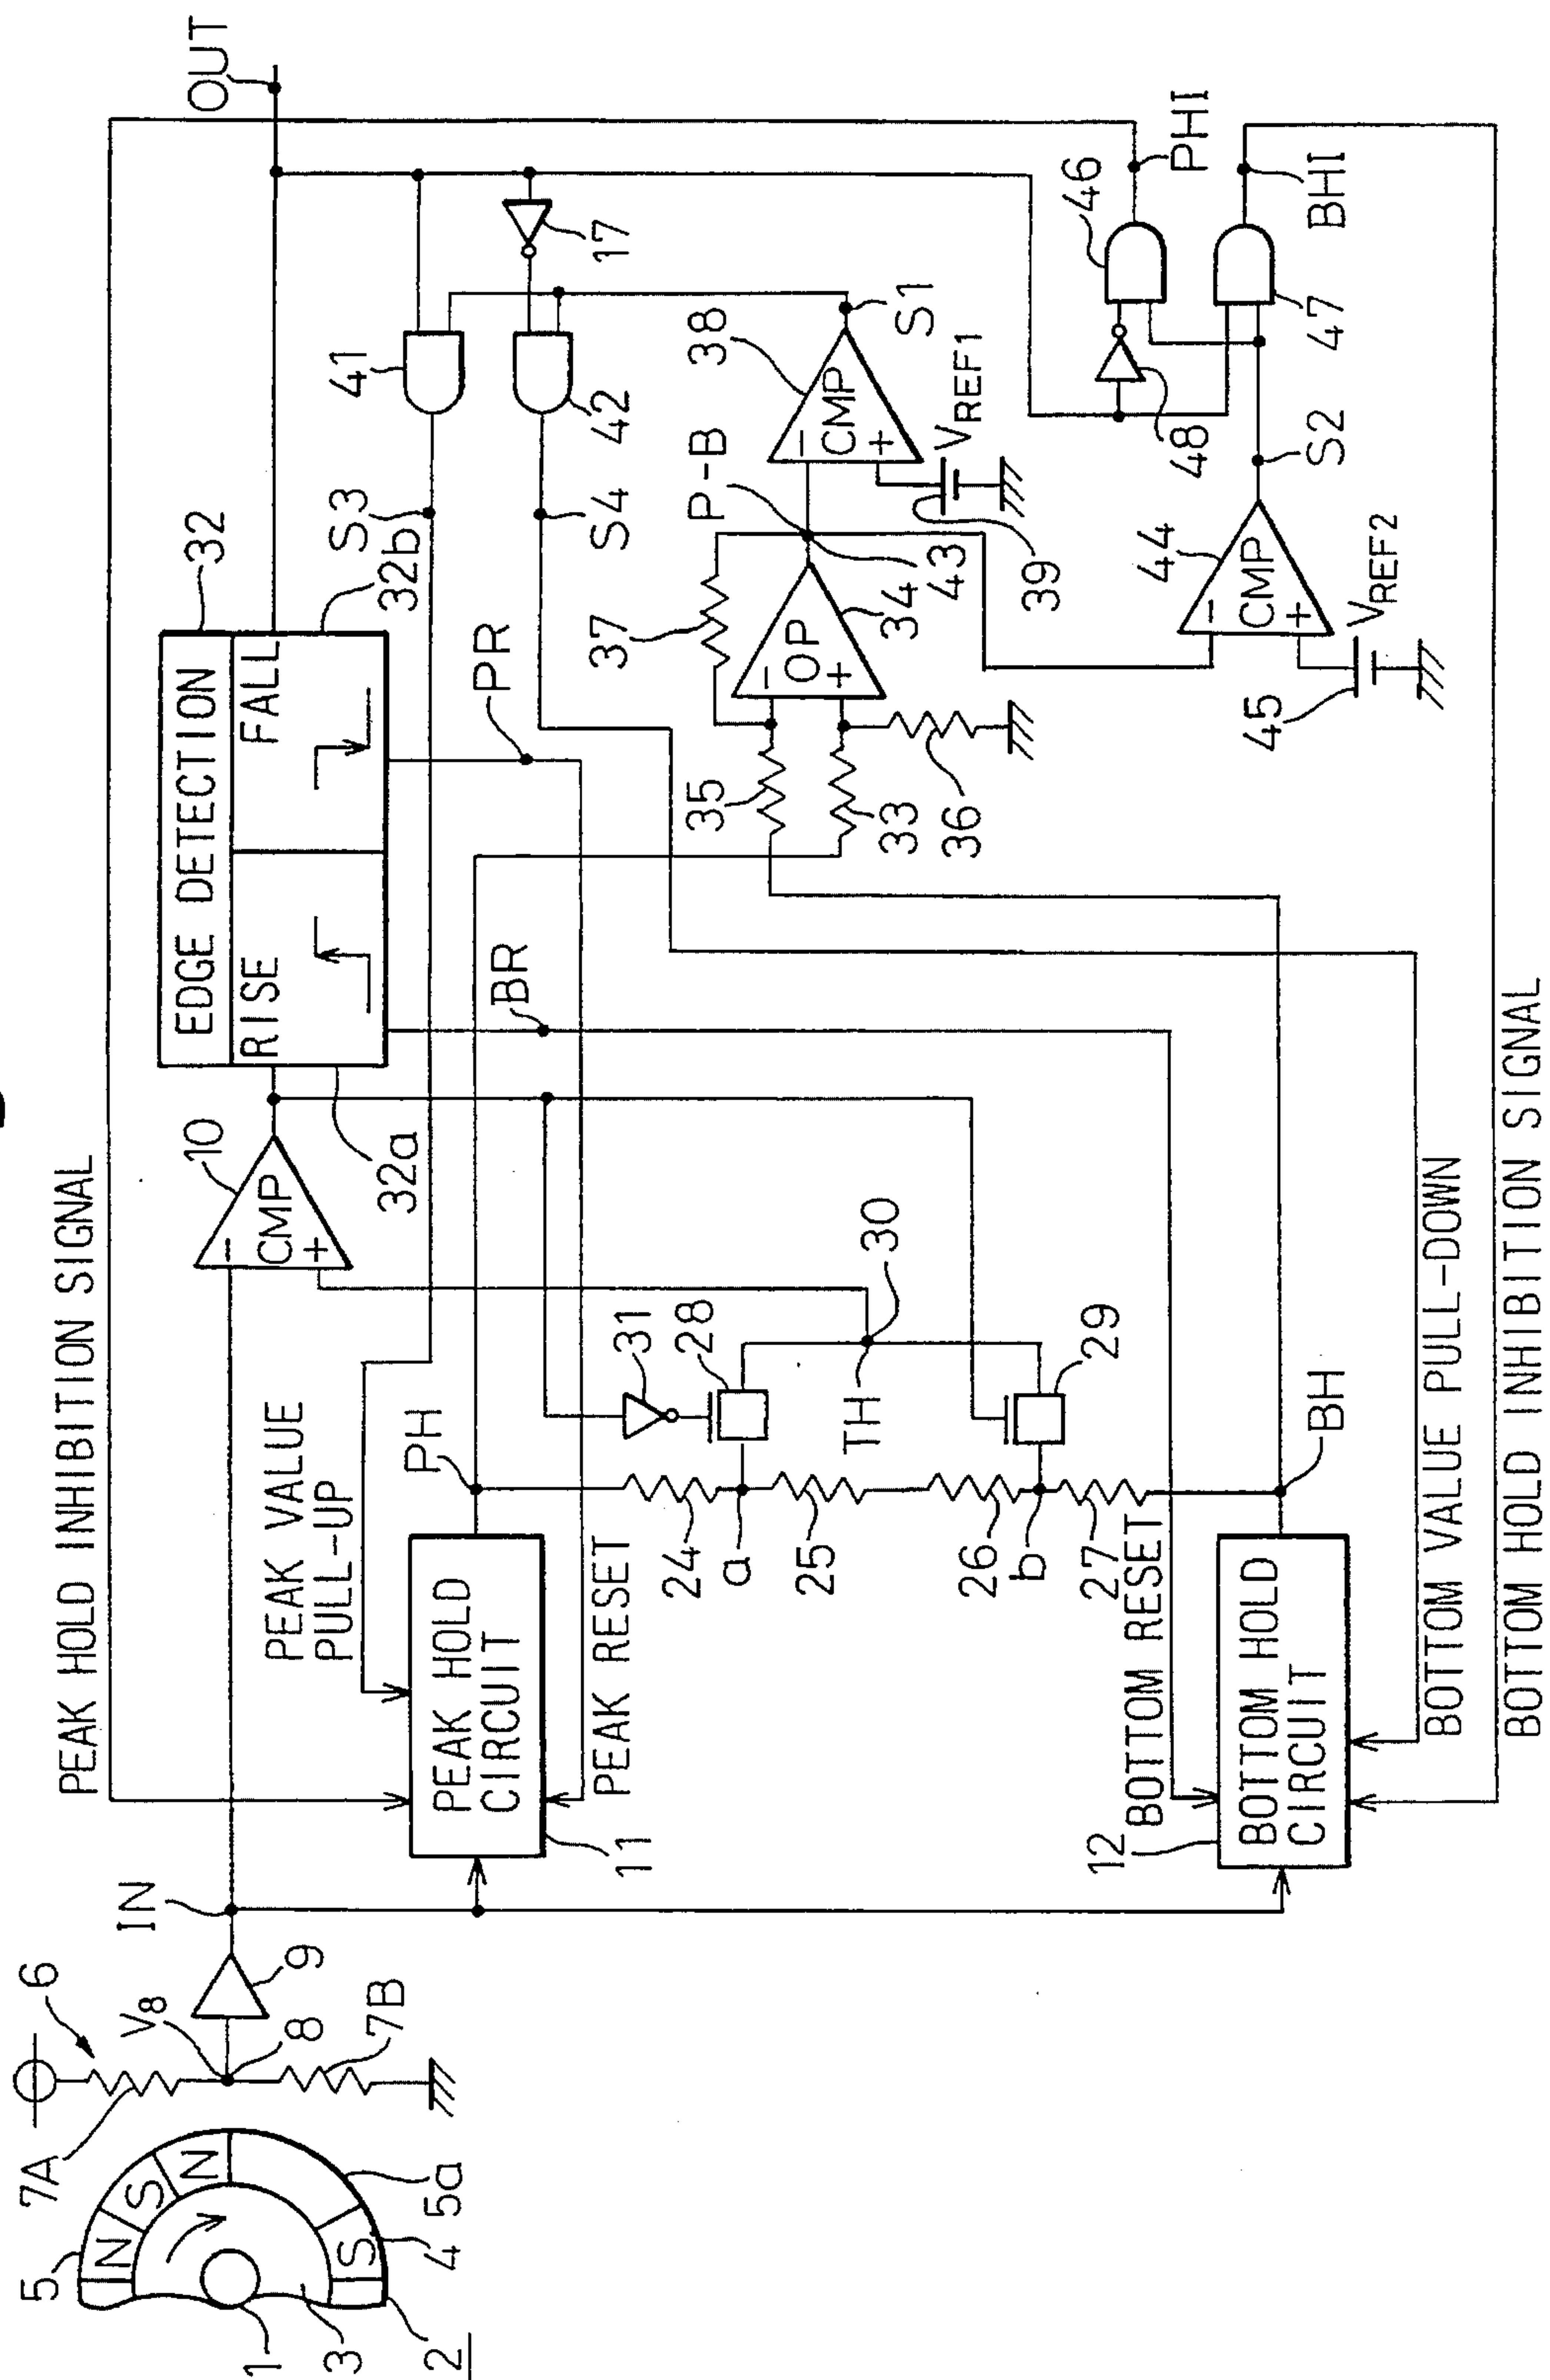 PEAK HOLD INHIBITION SIGNAL
OUT
10
CMP
-
+
EDGE DETECTION
32
RISE
FALL
32a
32b
IN
6
7A
V8
8
9
7B
5
N
S
N
5a
S
4
1
3
2
PEAK VALUE
PULL-UP
PEAK HOLD
CIRCUIT
11
PEAK RESET
PH
BR
PR
S3
S4
41
42
17
24
a
25
26
b
27
31
28
TH
30
29
BH
35
33
36
37
OP
-
+
34
43
P-B
38
CMP
-
+
S1
VREF1
39
44
CMP
-
+
45
VREF2
S2
48
46
47
PHI
BHI
12
BOTTOM RESET
BOTTOM HOLD
CIRCUIT
BOTTOM VALUE PULL-DOWN
BOTTOM HOLD INHIBITION SIGNAL